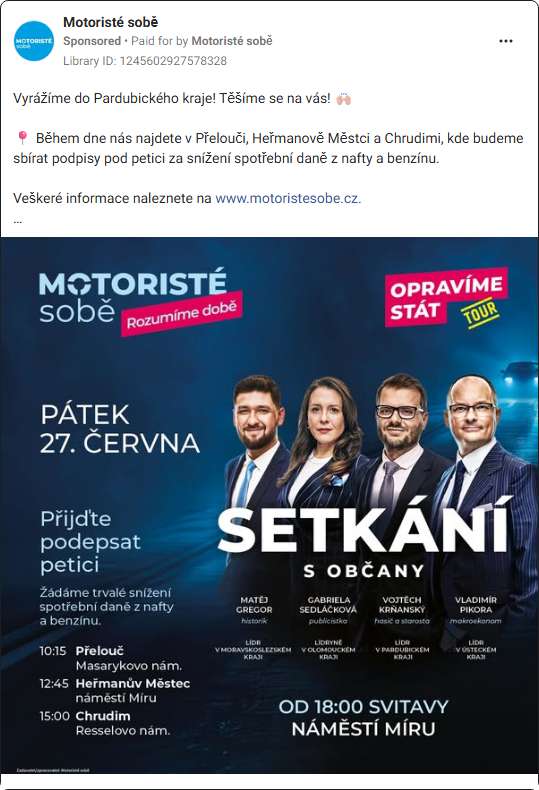 Motoristé sobě
Sponsored • Paid for by Motoristé sobě
Library ID: 1245602927578328
MOTORISTÉ
sobě
Vyrážíme do Pardubického kraje! Těšíme se na vás! 🙌🏻
📍 Během dne nás najdete v Přelouči, Heřmanově Městci a Chrudimi, kde budeme
sbírat podpisy pod petici za snížení spotřební daně z nafty a benzínu.
Veškeré informace naleznete na www.motoristesobe.cz.
...
MOTORISTÉ
sobě
Rozumíme době
OPRAVÍME
STÁT
TOUR
PÁTEK
27. ČERVNA
Přijďte
podepsat
petici
Žádáme trvalé snížení
spotřební daně z nafty
a benzínu.
10:15 Přelouč
Masarykovo nám.
12:45 Heřmanův Městec
náměstí Míru
15:00 Chrudim
Resselovo nám.
SETKÁNÍ
S OBČANY
MATĚJ
GREGOR
historik
LÍDR
V MORAVSKOSLEZSKÉM
KRAJI
GABRIELA
SEDLÁČKOVÁ
publicistka
LÍDRYNĚ
V OLOMOUCKÉM
KRAJI
VOJTĚCH
KRŇANSKÝ
hasič a starosta
LÍDR
V PARDUBICKÉM
KRAJI
VLADIMÍR
PIKORA
makroekonom
LÍDR
V ÚSTECKÉM
KRAJI
OD 18:00 SVITAVY
NÁMĚSTÍ MÍRU
Zadavatel/zpracovatel: Motoristé sobě